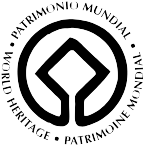 • PATRIMONIO MUNDIAL •
WORLD HERITAGE •
PATRIMOINE MONDIAL